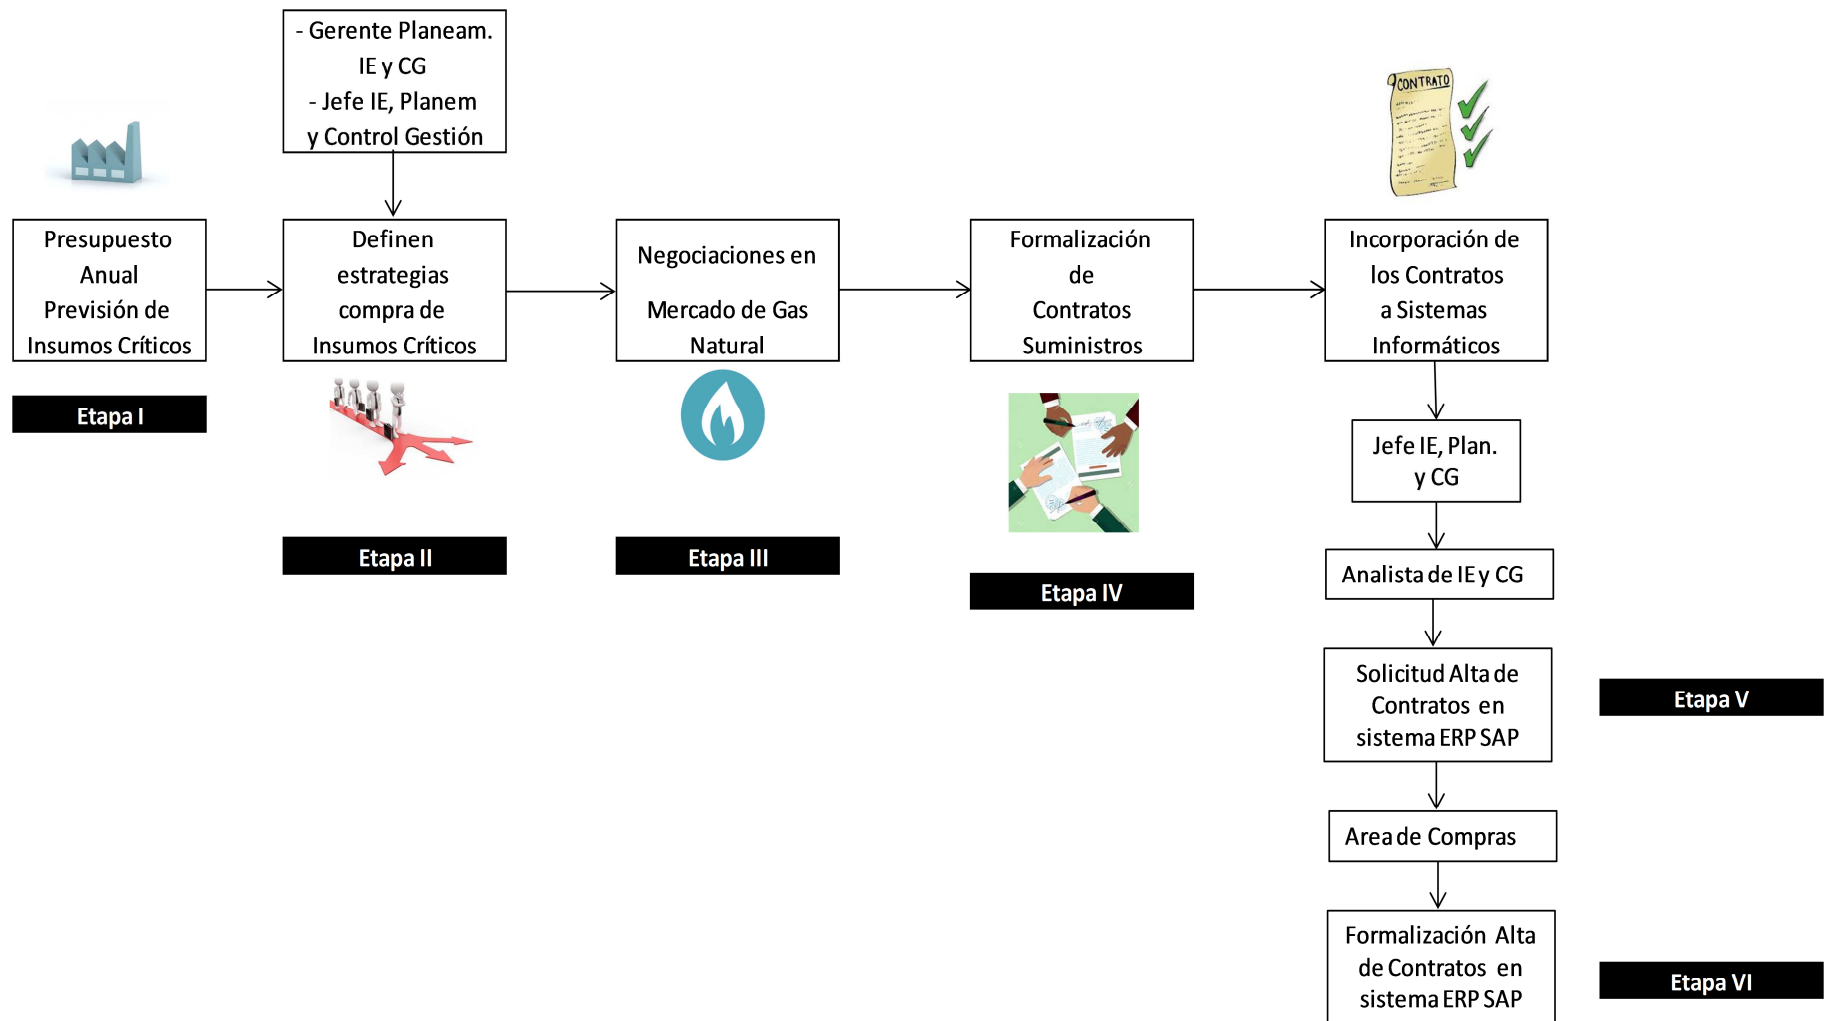 - Gerente Planeam.
IE y CG
- Jefe IE, Planem
y Control Gestión
CONTRATO
Presupuesto
Anual
Previsión de
Insumos Críticos
Definen
estrategias
compra de
Insumos Críticos
Negociaciones en
Mercado de Gas
Natural
Formalización
de
Contratos
Suministros
Incorporación de
los Contratos
a Sistemas
Informáticos
Etapa I
Etapa II
Etapa III
Etapa IV
Jefe IE, Plan.
y CG
Analista de IE y CG
Solicitud Alta de
Contratos en
sistema ERP SAP
Etapa V
Area de Compras
Formalización Alta
de Contratos en
sistema ERP SAP
Etapa VI